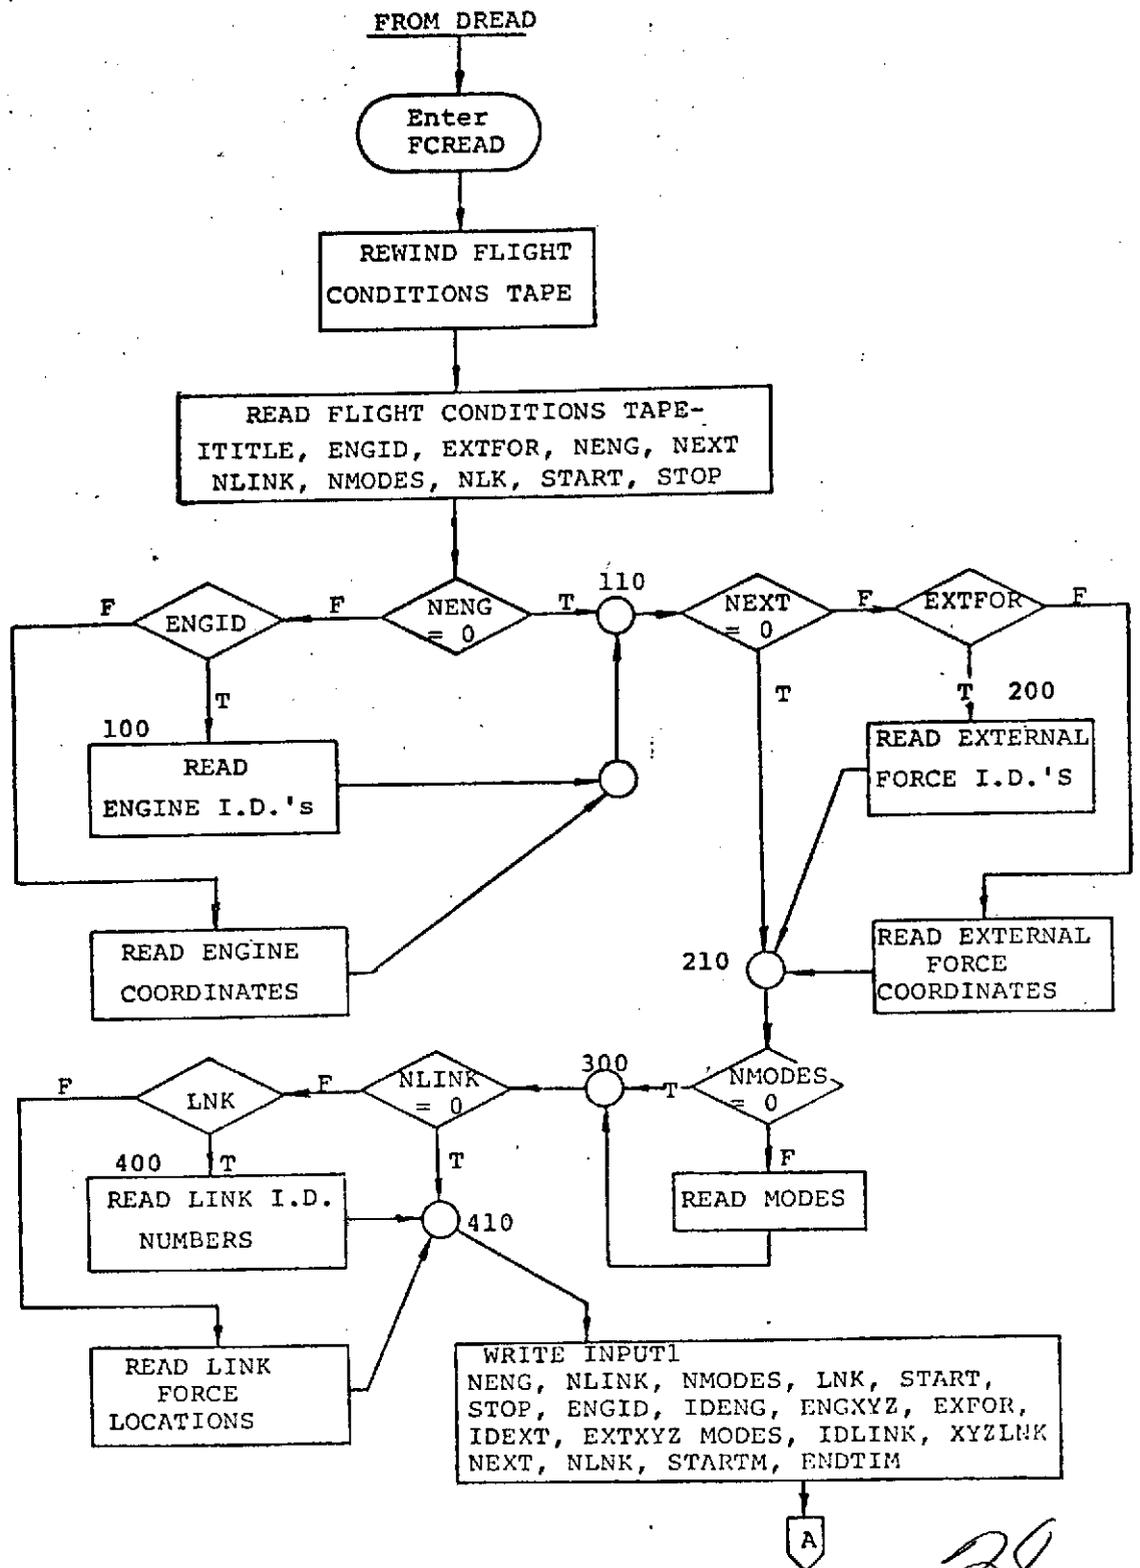 FROM DREAD
Enter
FCREAD
REWIND FLIGHT
CONDITIONS TAPE
READ FLIGHT CONDITIONS TAPE-
ITITLE, ENGID, EXTFOR, NENG, NEXT
NLINK, NMODES, NLK, START, STOP
110
F
ENGID
F
NENG
= 0
T
NEXT
= 0
F
EXTFOR
F
T
T
T 200
100
READ
ENGINE I.D.'s
READ EXTERNAL
FORCE I.D.'S
READ ENGINE
COORDINATES
210
READ EXTERNAL
FORCE
COORDINATES
F
LNK
F
NLINK
= 0
300
T
NMODES
= 0
400
T
T
F
READ LINK I.D.
NUMBERS
410
READ MODES
READ LINK
FORCE
LOCATIONS
WRITE INPUT1
NENG, NLINK, NMODES, LNK, START,
STOP, ENGID, IDENG, ENGXYZ, EXFOR,
IDEXT, EXTXYZ MODES, IDLINK, XYZLNK
NEXT, NLNK, STARTM, ENDTIM
A